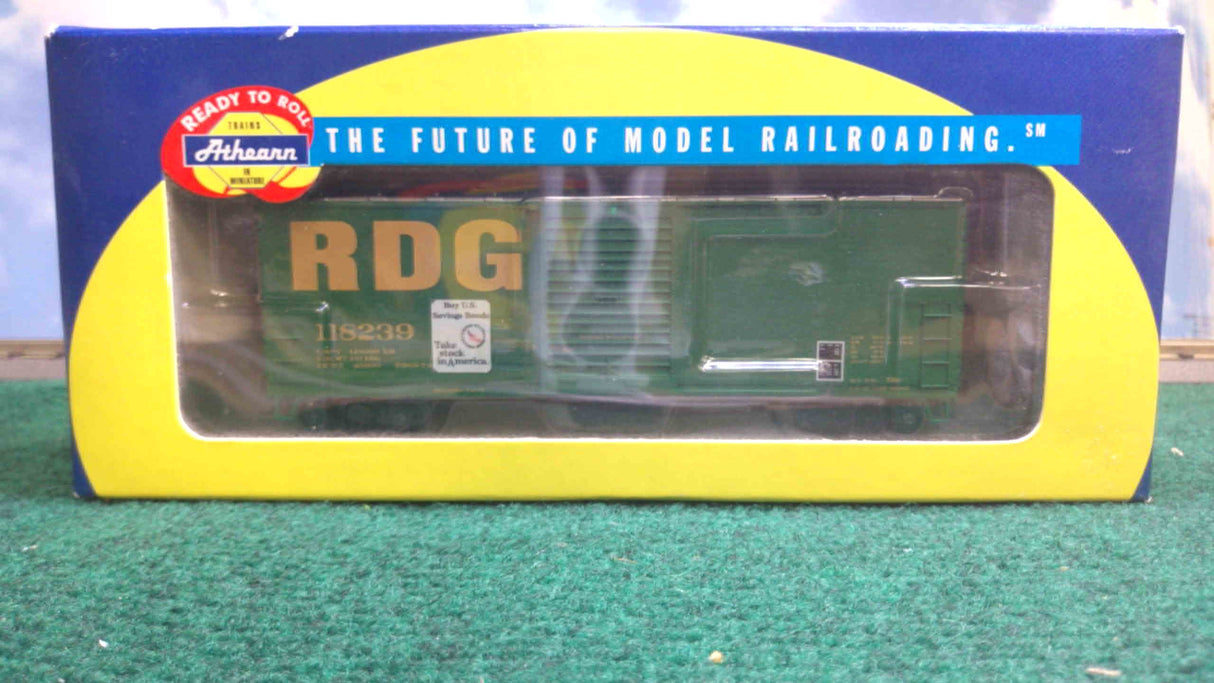 READY TO ROLL
TRAINS
Athearn
IN
MINIATURE
THE FUTURE OF MODEL RAILROADING. SM
RDG
118239
Buy U.S.
Savings Bonds
Take
stock
in America.